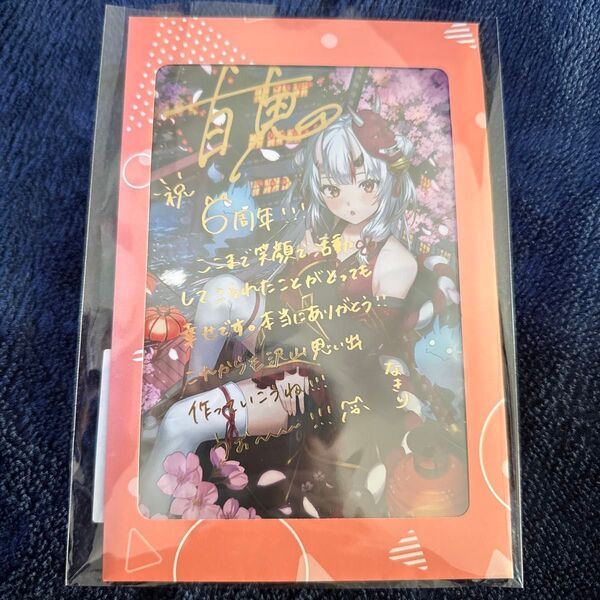 百鬼
祝
6周年!!!
ここまで笑顔で活動
してこられたことがとっても
幸せです。本当にありがとう!!
これからも沢山思い出
作っていこうね!!!
なきり